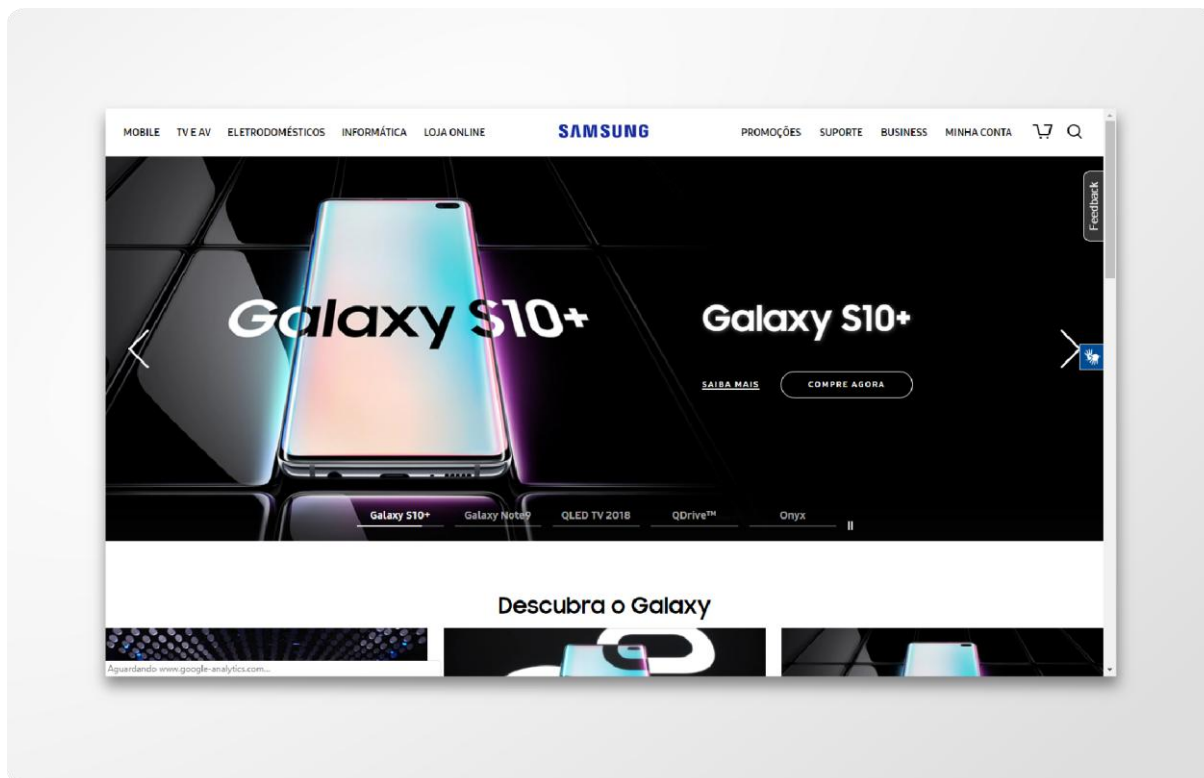 MOBILE TV E AV ELETRODOMÉSTICOS INFORMÁTICA LOJA ONLINE SAMSUNG PROMOÇÕES SUPORTE BUSINESS MINHA CONTA
Feedback
Galaxy S10+
Galaxy S10+
SAIBA MAIS COMPRE AGORA
Galaxy S10+ Galaxy Note9 QLED TV 2018 QDrive™ Onyx
Descubra o Galaxy
Aguardando www.google-analytics.com...